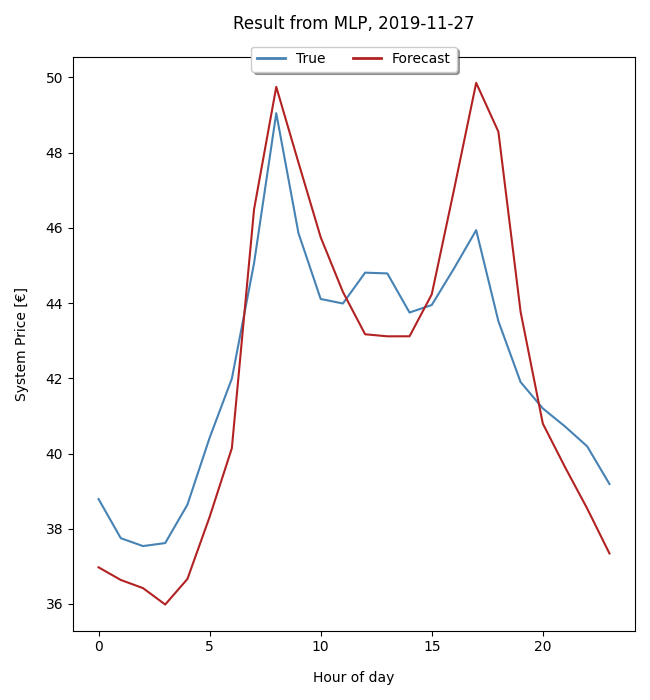 Result from MLP, 2019-11-27
True Forecast
50
48
46
44
42
40
38
36
System Price [€]
0 5 10 15 20
Hour of day